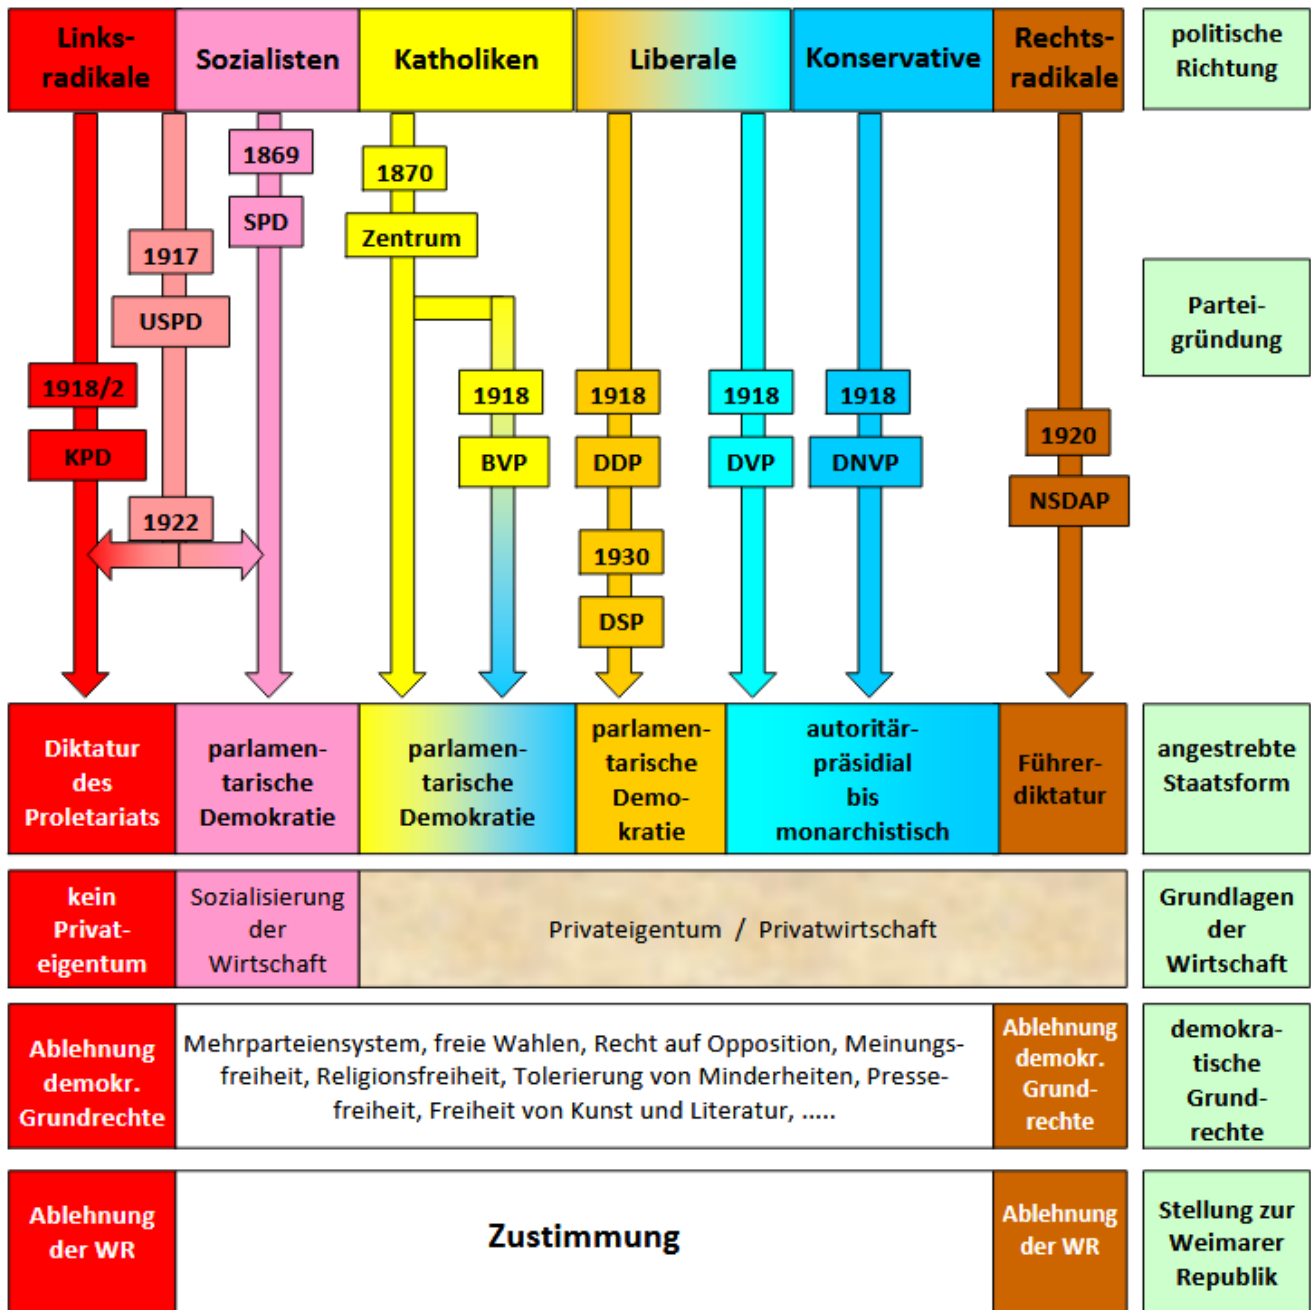 Links-
radikale
Sozialisten
Katholiken
Liberale
Konservative
Rechts-
radikale
politische
Richtung
1869
SPD
1870
Zentrum
1917
USPD
Partei-
gründung
1918/2
KPD
1918
BVP
1918
DDP
1918
DVP
1918
DNVP
1920
NSDAP
1922
1930
DSP
Diktatur
des
Proletariats
parlamen-
tarische
Demokratie
parlamen-
tarische
Demokratie
parlamen-
tarische
Demo-
kratie
autoritär-
präsidial
bis
monarchistisch
Führer-
diktatur
angestrebte
Staatsform
kein
Privat-
eigentum
Sozialisierung
der
Wirtschaft
Privateigentum / Privatwirtschaft
Grundlagen
der
Wirtschaft
Ablehnung
demokr.
Grundrechte
Mehrparteiensystem, freie Wahlen, Recht auf Opposition, Meinungs-
freiheit, Religionsfreiheit, Tolerierung von Minderheiten, Presse-
freiheit, Freiheit von Kunst und Literatur, .....
Ablehnung
demokr.
Grund-
rechte
demokra-
tische
Grund-
rechte
Ablehnung
der WR
Zustimmung
Ablehnung
der WR
Stellung zur
Weimarer
Republik